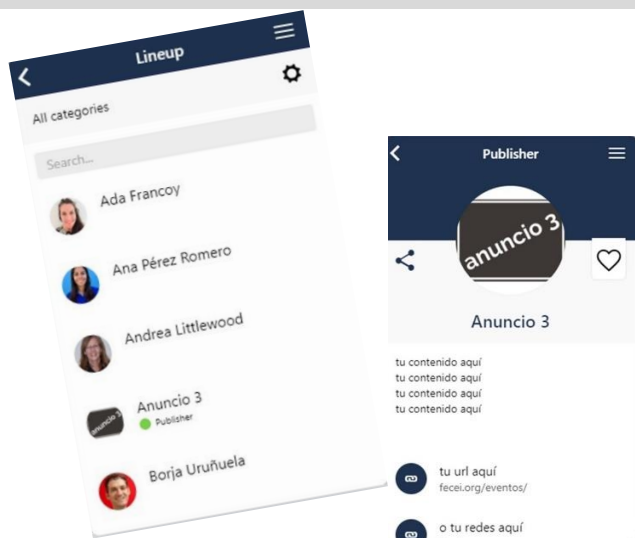 Lineup
All categories
Search...
Ada Francoy
Ana Pérez Romero
Andrea Littlewood
anuncio 3
Anuncio 3
Publisher
Borja Uruñuela
Publisher
anuncio 3
Anuncio 3
tu contenido aquí
tu contenido aquí
tu contenido aquí
tu contenido aquí
tu url aquí
fecei.org/eventos/
o tu redes aquí